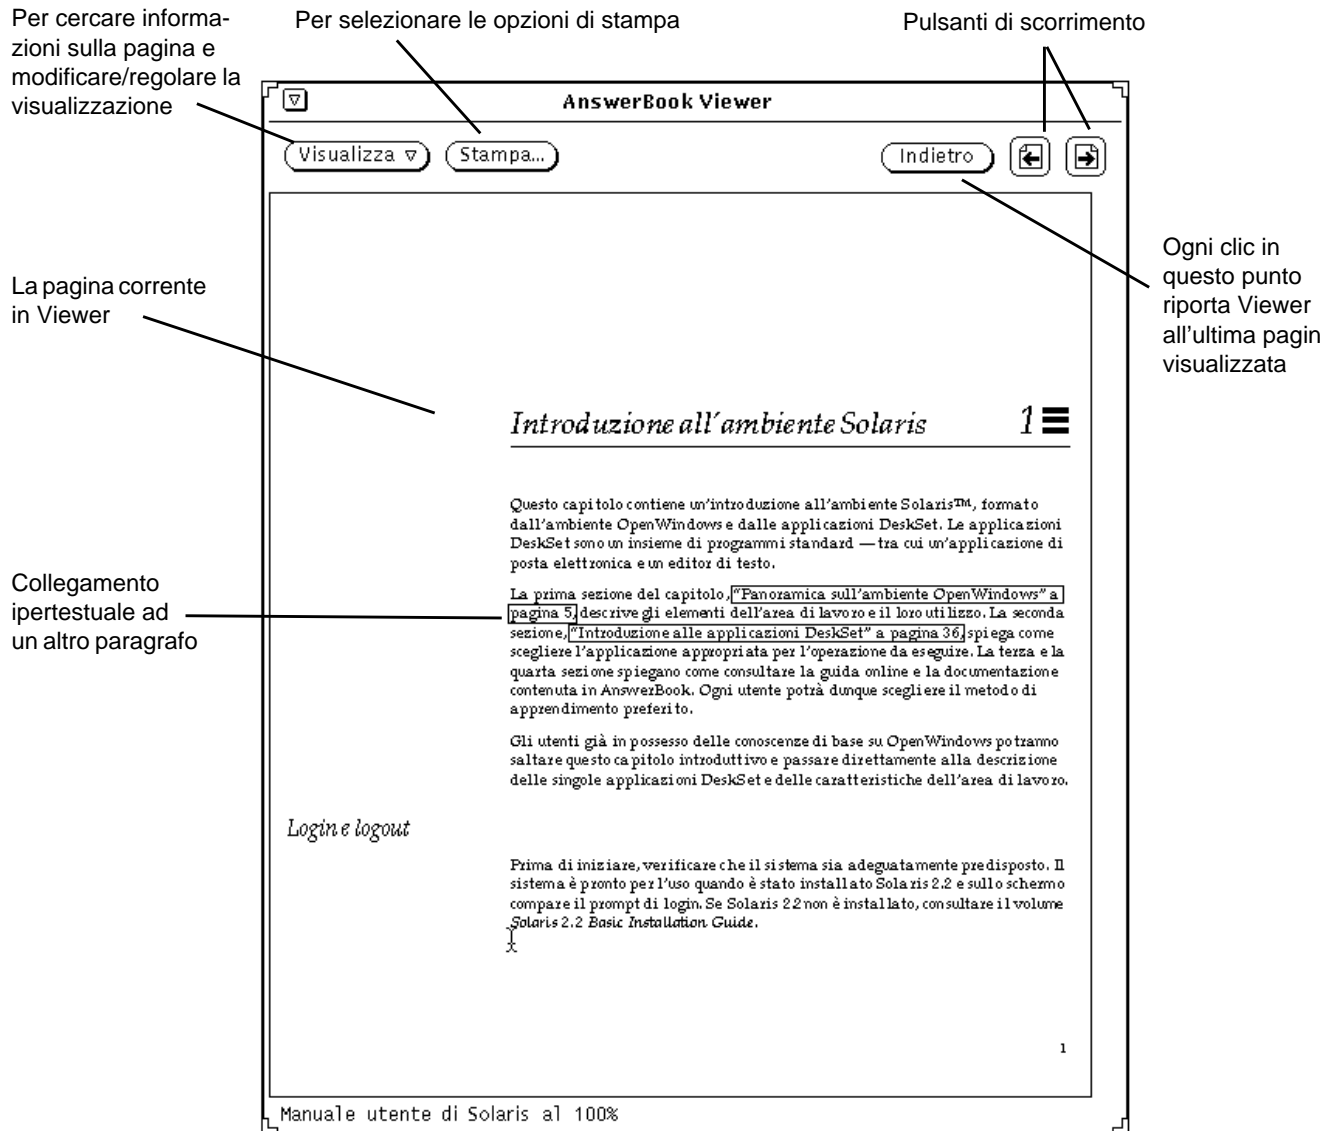 Per cercare informa-
zioni sulla pagina e
modificare/regolare la
visualizzazione
Per selezionare le opzioni di stampa
Pulsanti di scorrimento
AnswerBook Viewer
Visualizza
Stampa...
Indietro
Ogni clic in
questo punto
riporta Viewer
all'ultima pagin
visualizzata
La pagina corrente
in Viewer
Introduzione all'ambiente Solaris 1
Questo capitolo contiene un'introduzione all'ambiente Solaris™, formato
dall'ambiente OpenWindows e dalle applicazioni DeskSet. Le applicazioni
DeskSet sono un insieme di programmi standard — tra cui un'applicazione di
posta elettronica e un editor di testo.
Collegamento
ipertestuale ad
un altro paragrafo
La prima sezione del capitolo, "Panoramica sull'ambiente OpenWindows" a
pagina 5, descrive gli elementi dell'area di lavoro e il loro utilizzo. La seconda
sezione, "Introduzione alle applicazioni DeskSet" a pagina 36, spiega come
scegliere l'applicazione appropriata per l'operazione da eseguire. La terza e la
quarta sezione spiegano come consultare la guida online e la documentazione
contenuta in AnswerBook. Ogni utente potrà dunque scegliere il metodo di
apprendimento preferito.
Gli utenti già in possesso delle conoscenze di base su OpenWindows potranno
saltare questo capitolo introduttivo e passare direttamente alla descrizione
delle singole applicazioni DeskSet e delle caratteristiche dell'area di lavoro.
Login e logout
Prima di iniziare, verificare che il sistema sia adeguatamente predisposto. Il
sistema è pronto per l'uso quando è stato installato Solaris 2.2 e sullo schermo
compare il prompt di login. Se Solaris 2.2 non è installato, consultare il volume
Solaris 2.2 Basic Installation Guide.
1
Manuale utente di Solaris al 100%